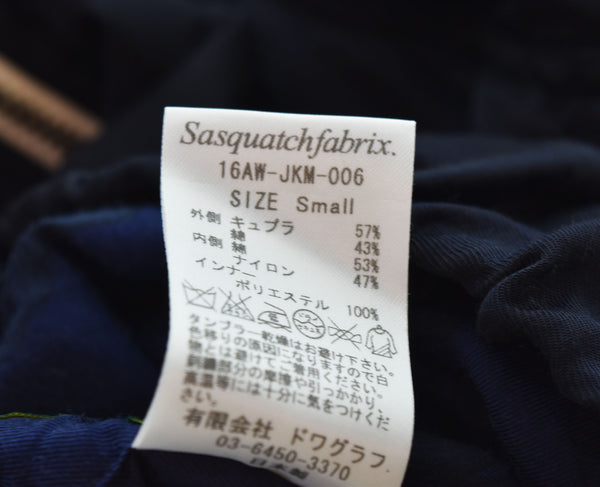 Sasquatchfabrix.
16AW-JKM-006
SIZE Small
外側 キュプラ 57%
綿 43%
内側 綿 53%
ナイロン 47%
インナー
ポリエステル 100%
タンブラー乾燥はお避け下さい。
色移りの原因になりますので白
物とは避けてご着用ください。
刺繍部分の摩擦や引っかかり、
高温等には十分に気をつけくだ
さい。
有限会社 ドワグラフ
03-6450-3370
日本製